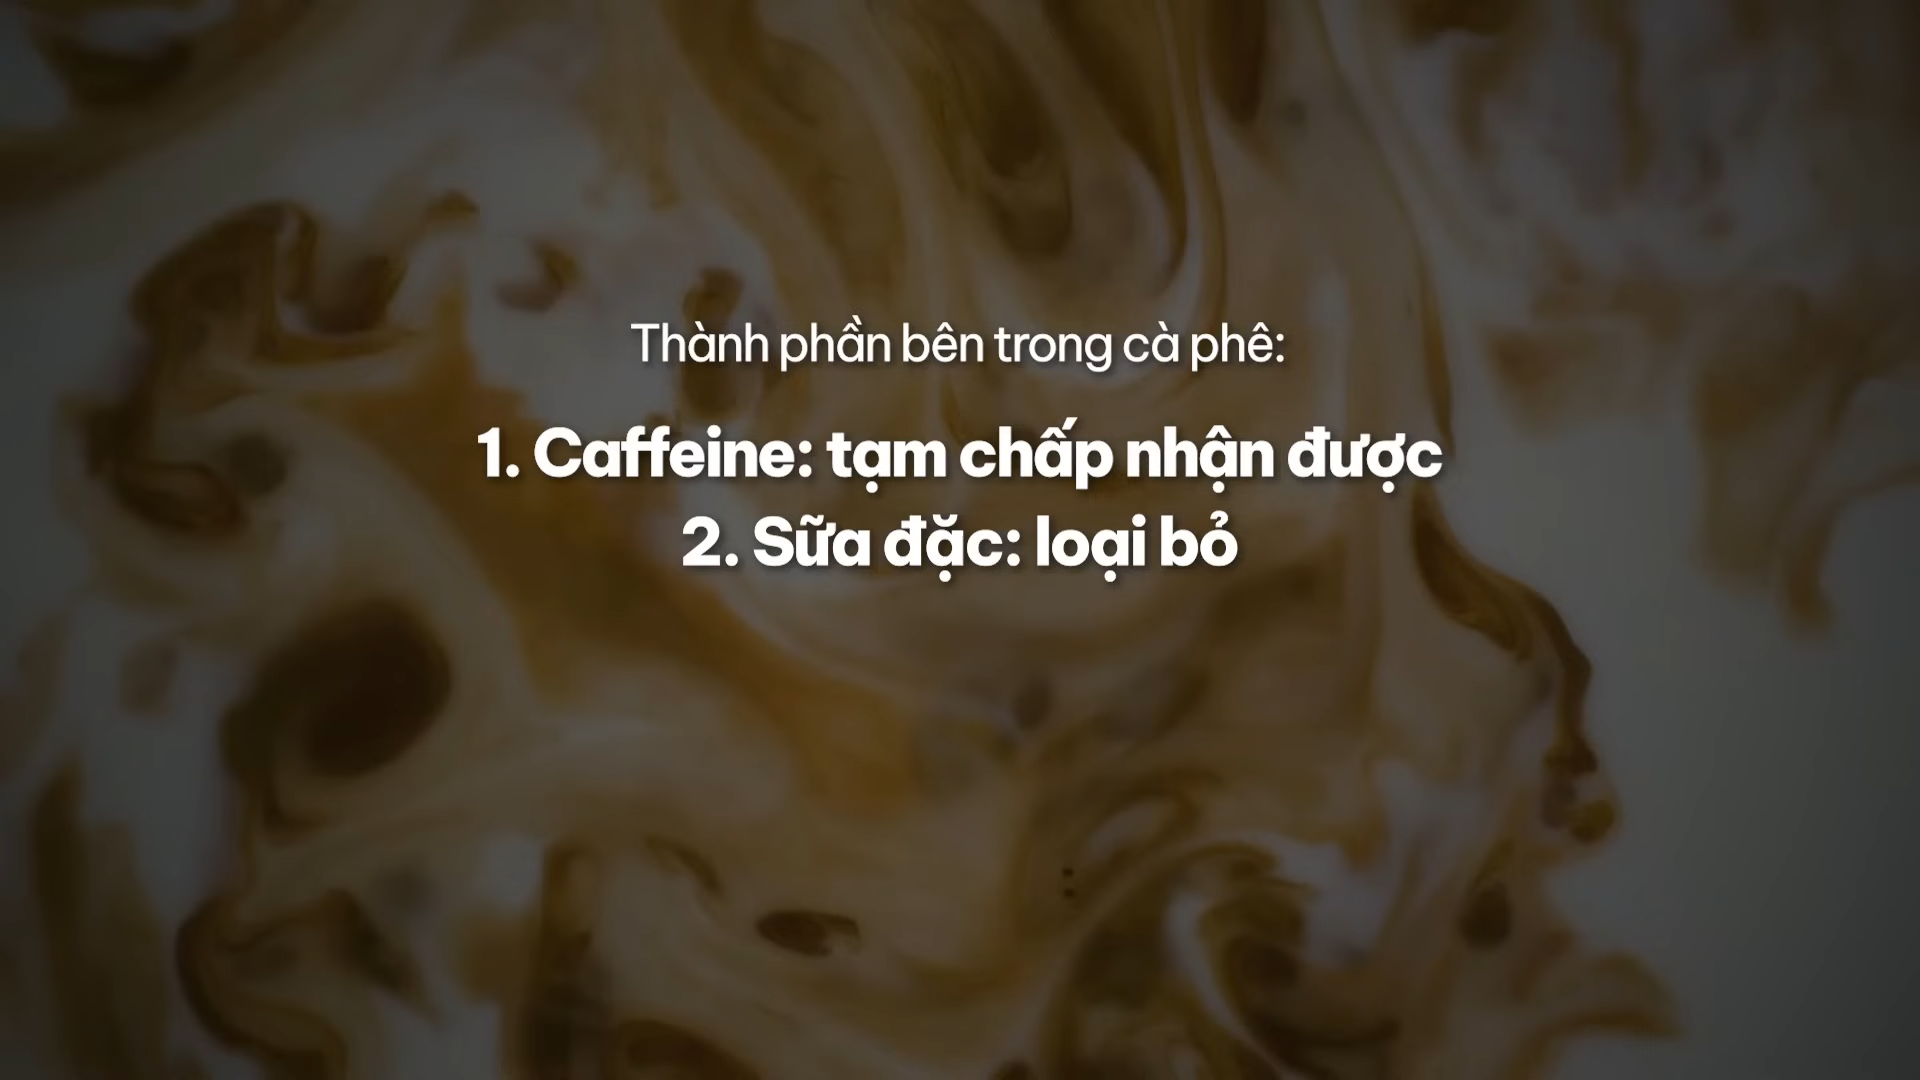 Thành phần bên trong cà phê:
1. Caffeine: tạm chấp nhận được
2. Sữa đặc: loại bỏ